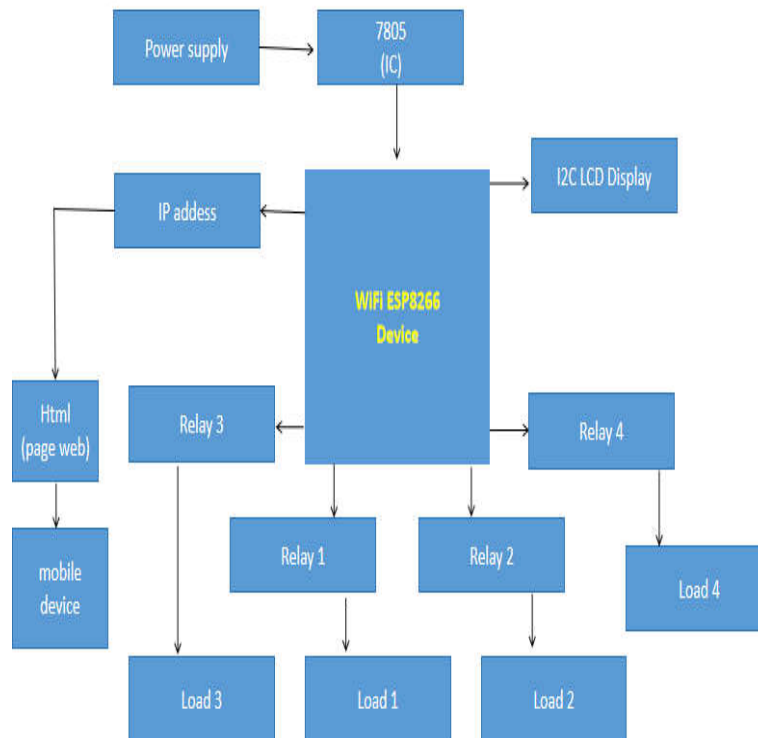 Power supply
7805
(IC)
I2C LCD Display
IP addess
WIFi ESP8266
Device
Html
(page web)
Relay 3
Relay 4
Relay 1
Relay 2
mobile
device
Load 4
Load 3
Load 1
Load 2